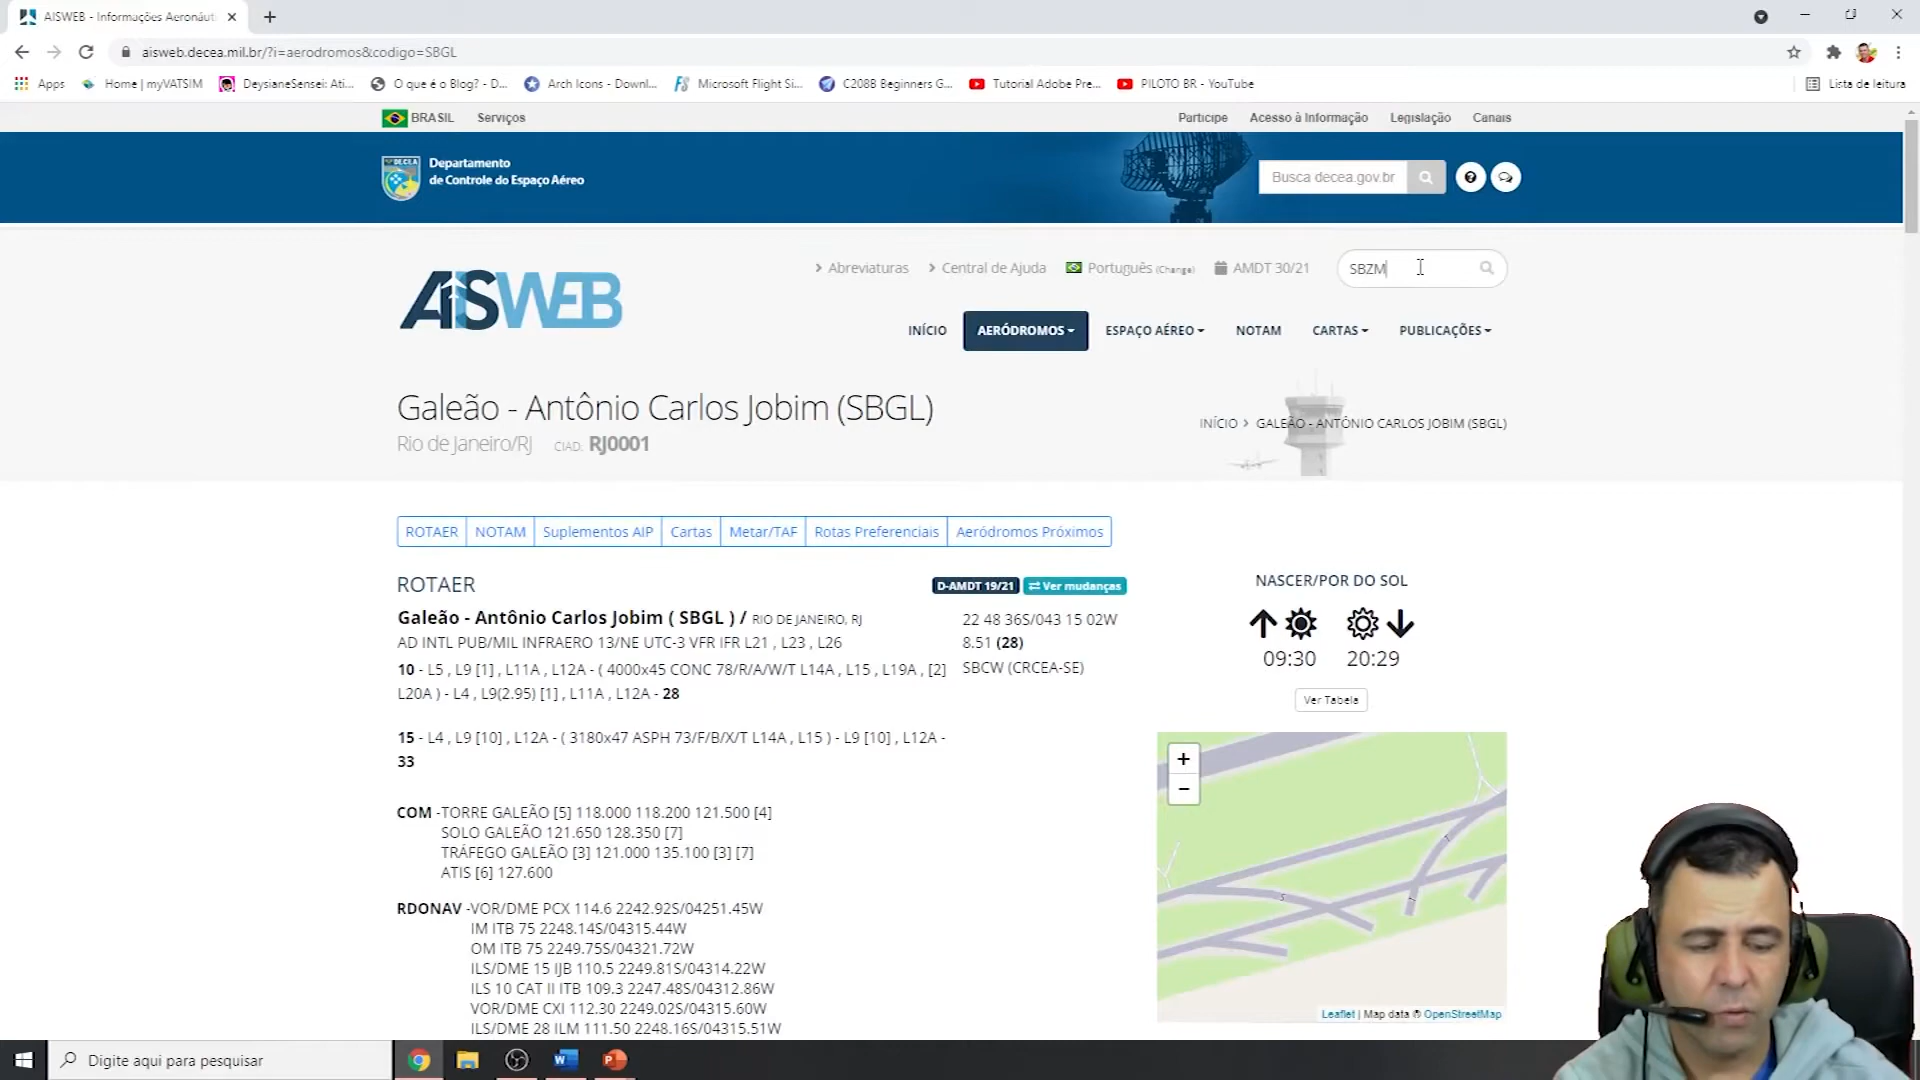 AISWEB - Informações Aeronáut
aisweb.decea.mil.br/?i=aerodromos&codigo=SBGL
Apps
Home | myVATSIM
DeysianeSensei: Ati...
O que é o Blog? - D...
Arch Icons - Downl...
Microsoft Flight Si...
C208B Beginners G...
Tutorial Adobe Pre...
PILOTO BR - YouTube
Lista de leitura
BRASIL Serviços
Participe Acesso à Informação Legislação Canais
DECEA
Departamento
de Controle do Espaço Aéreo
Busca decea.gov.br
Abreviaturas
Central de Ajuda
Português (Change)
AMDT 30/21
SBZM
AISWEB
INÍCIO AERÓDROMOS ESPAÇO AÉREO NOTAM CARTAS PUBLICAÇÕES
Galeão - Antônio Carlos Jobim (SBGL)
Rio de Janeiro/RJ CIAD: RJ0001
INÍCIO > GALEÃO - ANTÔNIO CARLOS JOBIM (SBGL)
ROTAER NOTAM Suplementos AIP Cartas Metar/TAF Rotas Preferenciais Aeródromos Próximos
ROTAER
D-AMDT 19/21 Ver mudanças
Galeão - Antônio Carlos Jobim ( SBGL ) / RIO DE JANEIRO, RJ
AD INTL PUB/MIL INFRAERO 13/NE UTC-3 VFR IFR L21 , L23 , L26
10 - L5 , L9 [1] , L11A , L12A - ( 4000x45 CONC 78/R/A/W/T L14A , L15 , L19A , [2]
L20A ) - L4 , L9(2.95) [1] , L11A , L12A - 28
15 - L4 , L9 [10] , L12A - ( 3180x47 ASPH 73/F/B/X/T L14A , L15 ) - L9 [10] , L12A -
33
22 48 36S/043 15 02W
8.51 (28)
SBCW (CRCEA-SE)
COM -TORRE GALEÃO [5] 118.000 118.200 121.500 [4]
SOLO GALEÃO 121.650 128.350 [7]
TRÁFEGO GALEÃO [3] 121.000 135.100 [3] [7]
ATIS [6] 127.600
RDONAV -VOR/DME PCX 114.6 2242.92S/04251.45W
IM ITB 75 2248.14S/04315.44W
OM ITB 75 2249.75S/04321.72W
ILS/DME 15 IJB 110.5 2249.81S/04314.22W
ILS 10 CAT II ITB 109.3 2247.48S/04312.86W
VOR/DME CXI 112.30 2249.02S/04315.60W
ILS/DME 28 ILM 111.50 2248.16S/04315.51W
NASCER/POR DO SOL
09:30 20:29
Ver Tabela
+
−
Leaflet | Map data © OpenStreetMap
Digite aqui para pesquisar